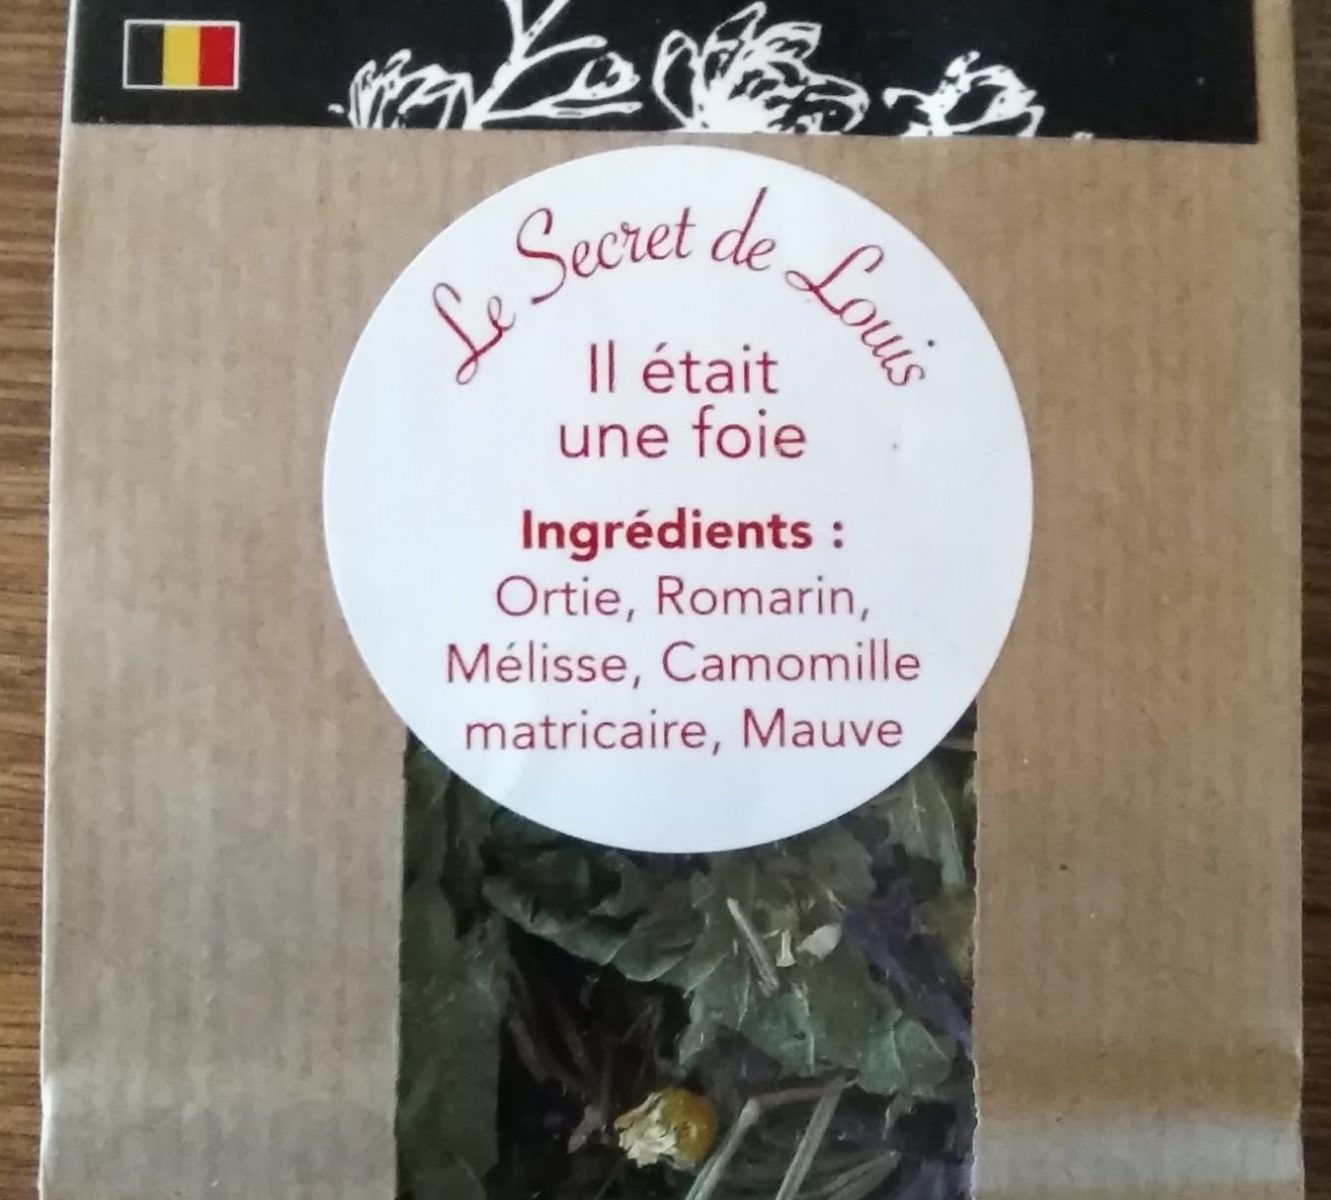 Le Secret de Louis
Il était
une foie
Ingrédients :
Ortie, Romarin,
Mélisse, Camomille
matricaire, Mauve